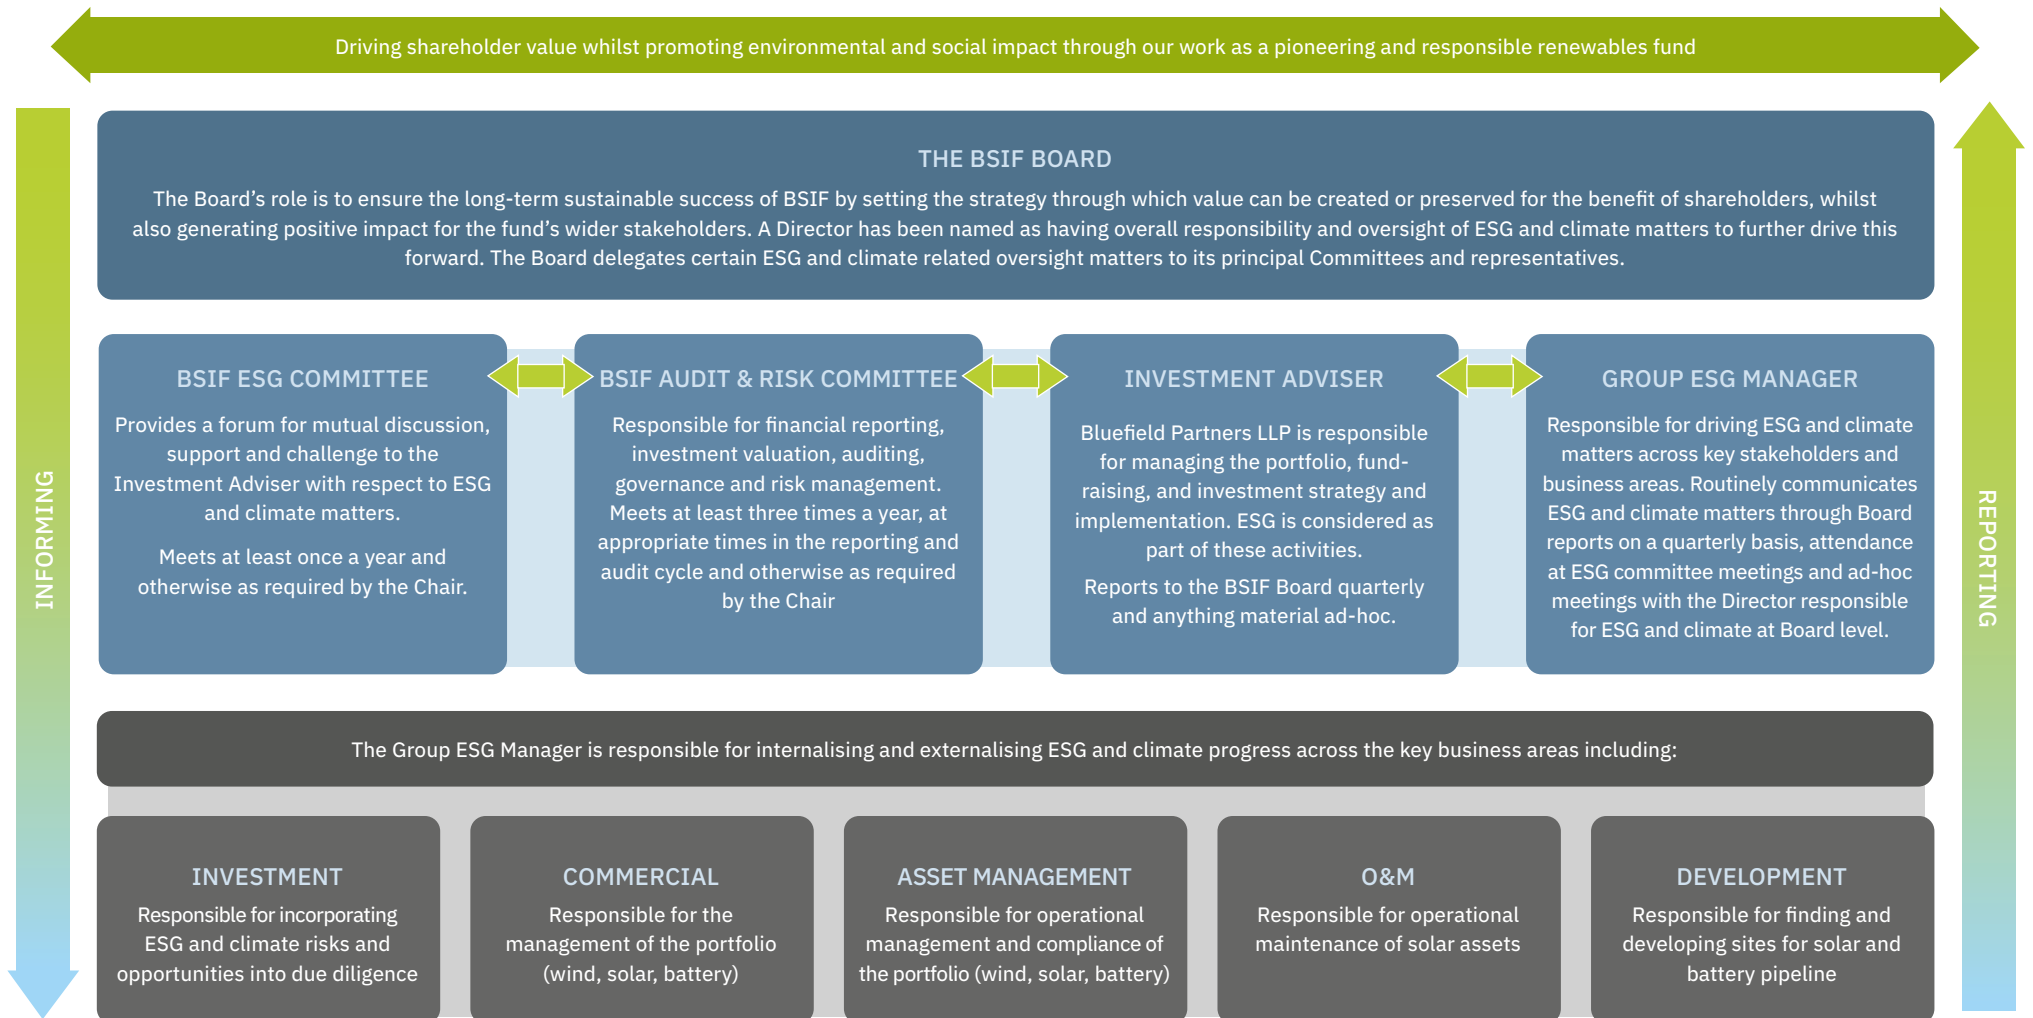 Driving shareholder value whilst promoting environmental and social impact through our work as a pioneering and responsible renewables fund
INFORMING
THE BSIF BOARD
The Board’s role is to ensure the long-term sustainable success of BSIF by setting the strategy through which value can be created or preserved for the benefit of shareholders, whilst
also generating positive impact for the fund’s wider stakeholders. A Director has been named as having overall responsibility and oversight of ESG and climate matters to further drive this
forward. The Board delegates certain ESG and climate related oversight matters to its principal Committees and representatives.
BSIF ESG COMMITTEE
Provides a forum for mutual discussion,
support and challenge to the
Investment Adviser with respect to ESG
and climate matters.
Meets at least once a year and
otherwise as required by the Chair.
BSIF AUDIT & RISK COMMITTEE
Responsible for financial reporting,
investment valuation, auditing,
governance and risk management.
Meets at least three times a year, at
appropriate times in the reporting and
audit cycle and otherwise as required
by the Chair
INVESTMENT ADVISER
Bluefield Partners LLP is responsible
for managing the portfolio, fund-
raising, and investment strategy and
implementation. ESG is considered as
part of these activities.
Reports to the BSIF Board quarterly
and anything material ad-hoc.
GROUP ESG MANAGER
Responsible for driving ESG and climate
matters across key stakeholders and
business areas. Routinely communicates
ESG and climate matters through Board
reports on a quarterly basis, attendance
at ESG committee meetings and ad-hoc
meetings with the Director responsible
for ESG and climate at Board level.
REPORTING
The Group ESG Manager is responsible for internalising and externalising ESG and climate progress across the key business areas including:
INVESTMENT
Responsible for incorporating
ESG and climate risks and
opportunities into due diligence
COMMERCIAL
Responsible for the
management of the portfolio
(wind, solar, battery)
ASSET MANAGEMENT
Responsible for operational
management and compliance of
the portfolio (wind, solar, battery)
O&M
Responsible for operational
maintenance of solar assets
DEVELOPMENT
Responsible for finding and
developing sites for solar and
battery pipeline